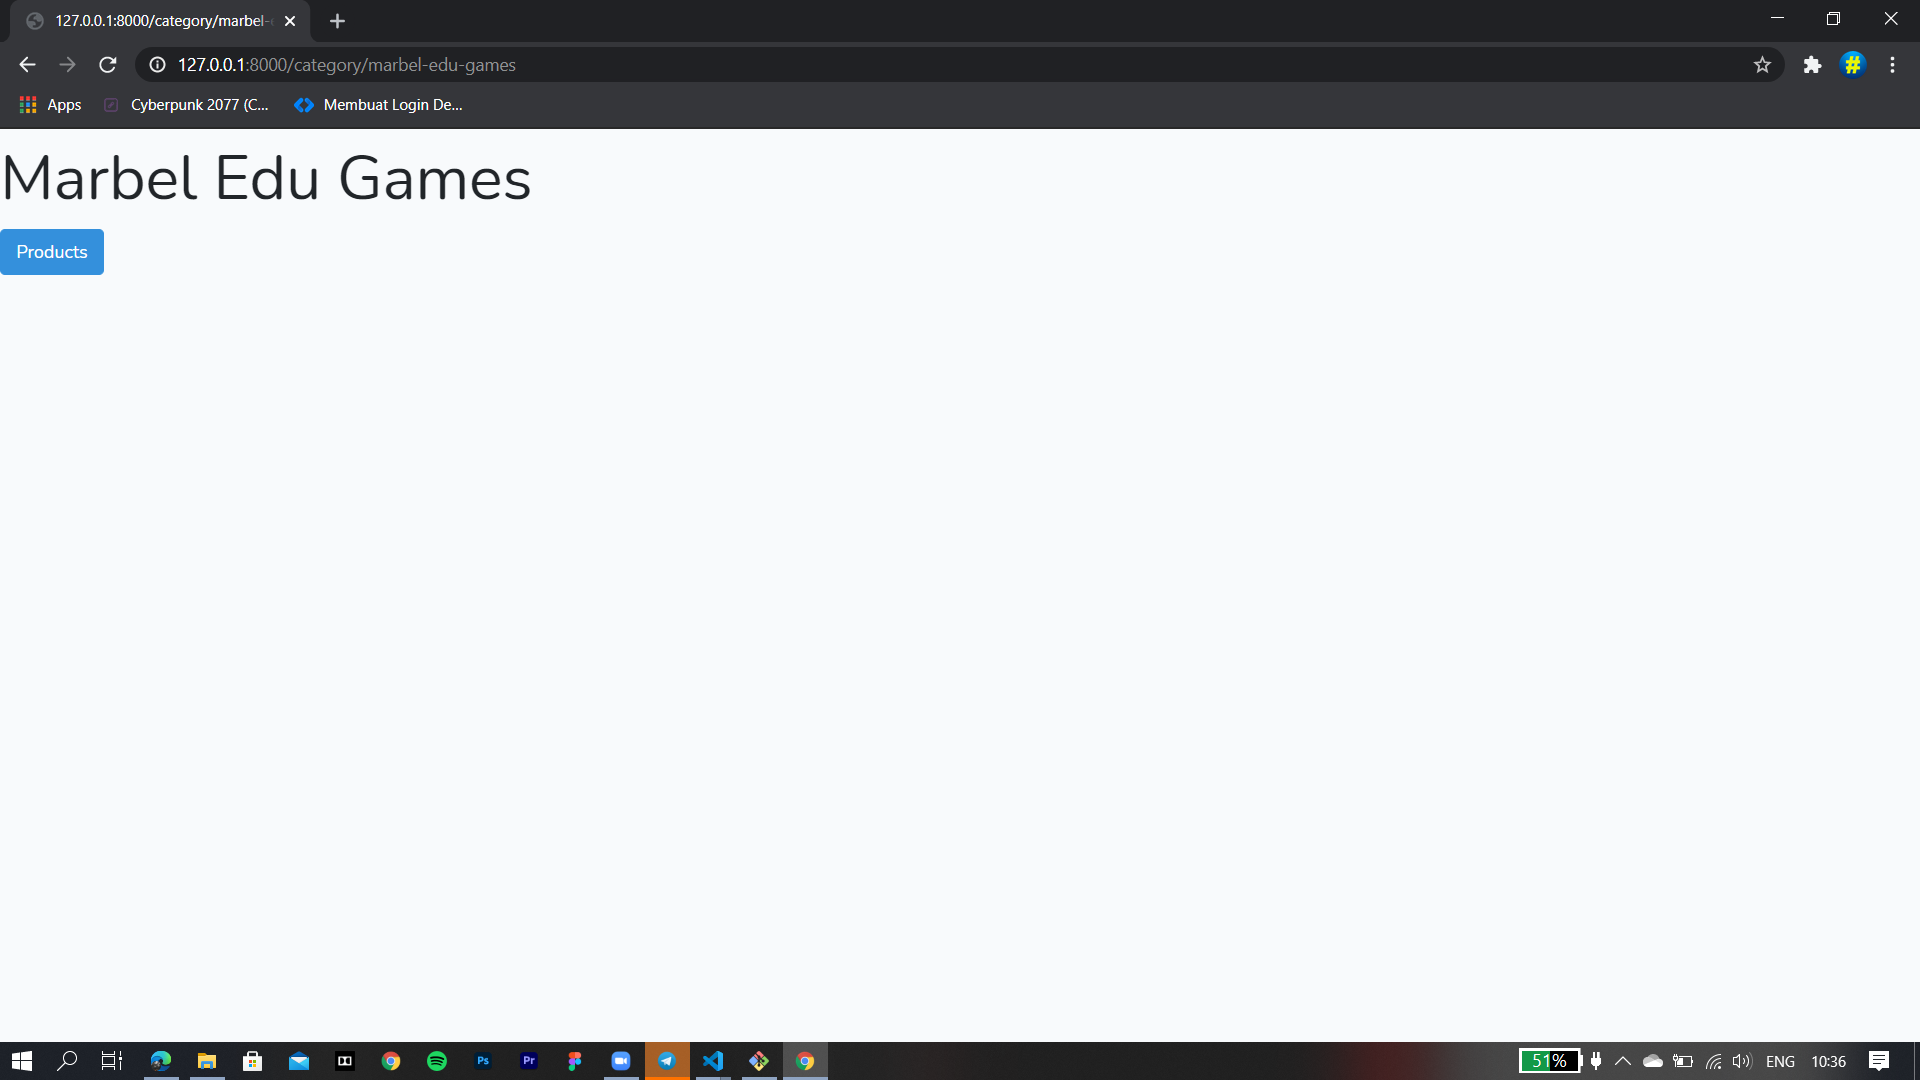 127.0.0.1:8000/category/marbel-
127.0.0.1:8000/category/marbel-edu-games
Apps
Cyberpunk 2077 (C...
Membuat Login De...
Marbel Edu Games
Products
Ps
Pr
51%
ENG
10:36